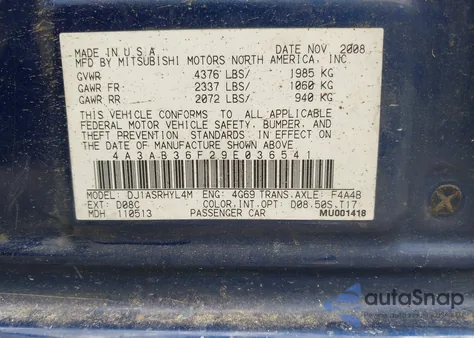 MADE IN U.S.A DATE NOV 2008
MFD BY MITSUBISHI MOTORS NORTH AMERICA, INC
GVWR 4376 LBS/ 1985 KG
GAWR FR 2337 LBS/ 1060 KG
GAWR RR 2072 LBS/ 940 KG
THIS VEHICLE CONFORMS TO ALL APPLICABLE
FEDERAL MOTOR VEHICLE SAFETY, BUMPER, AND
THEFT PREVENTION STANDARDS IN EFFECT ON
THE DATE OF MANUFACTURE SHOWN ABOVE
4A3AB36F29E036541
MODEL: DJ1ASRHYL4M ENG: 4G69 TRANS.AXLE: F4A4B
EXT: D08C COLOR,INT,OPT: D08,50S,T17
MDH : 110513 PASSENGER CAR MU001418
autoSnap